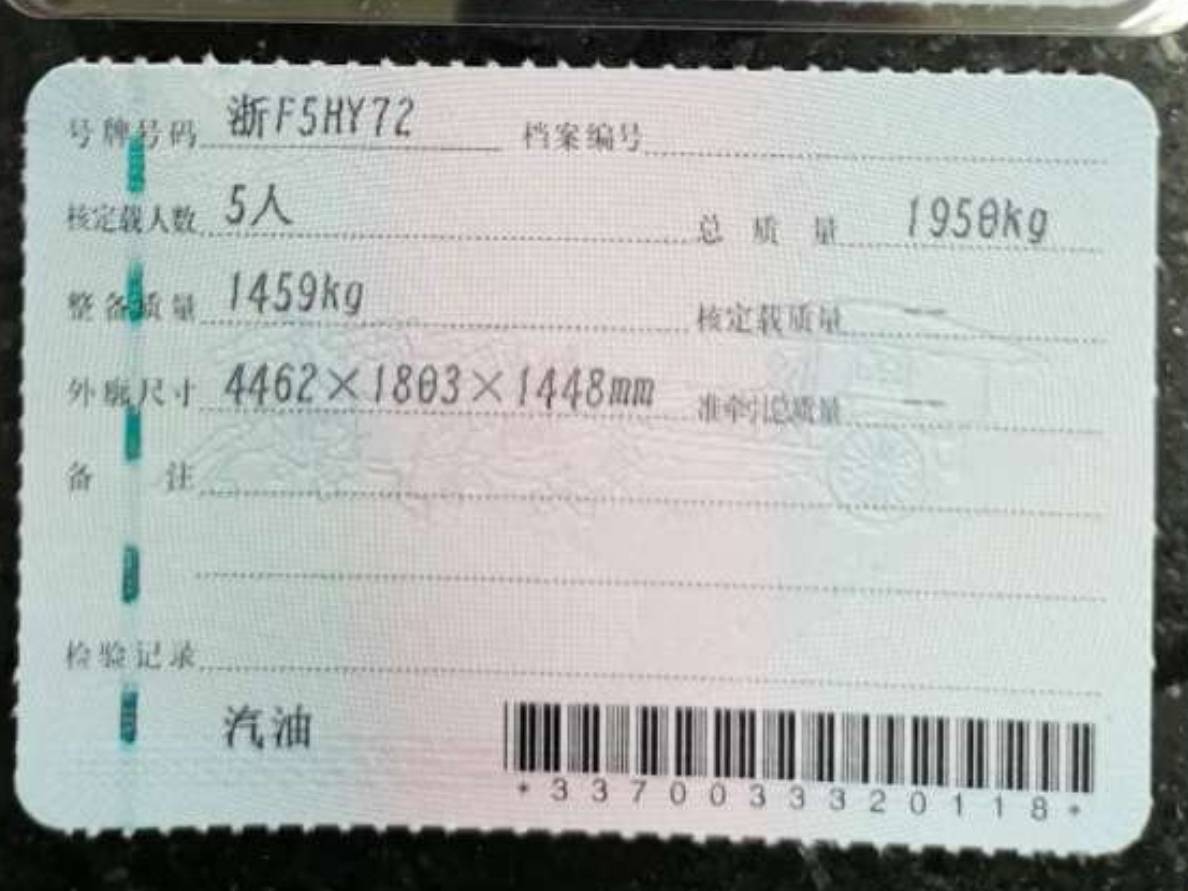 号牌号码 浙F5HY72 档案编号
核定载人数 5人 总质量 1950kg
整备质量 1459kg 核定载质量 --
外廓尺寸 4462×1803×1448mm 准牵引总质量 --
备注
检验记录
汽油
*3370033320118*